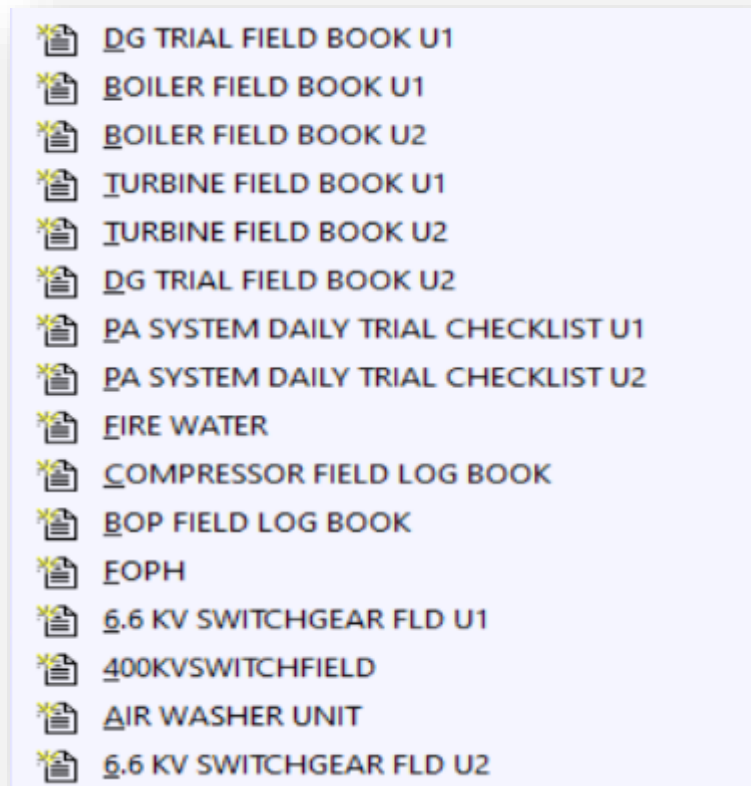 DG TRIAL FIELD BOOK U1
BOILER FIELD BOOK U1
BOILER FIELD BOOK U2
TURBINE FIELD BOOK U1
TURBINE FIELD BOOK U2
DG TRIAL FIELD BOOK U2
PA SYSTEM DAILY TRIAL CHECKLIST U1
PA SYSTEM DAILY TRIAL CHECKLIST U2
FIRE WATER
COMPRESSOR FIELD LOG BOOK
BOP FIELD LOG BOOK
FOPH
6.6 KV SWITCHGEAR FLD U1
400KVSWITCHFIELD
AIR WASHER UNIT
6.6 KV SWITCHGEAR FLD U2